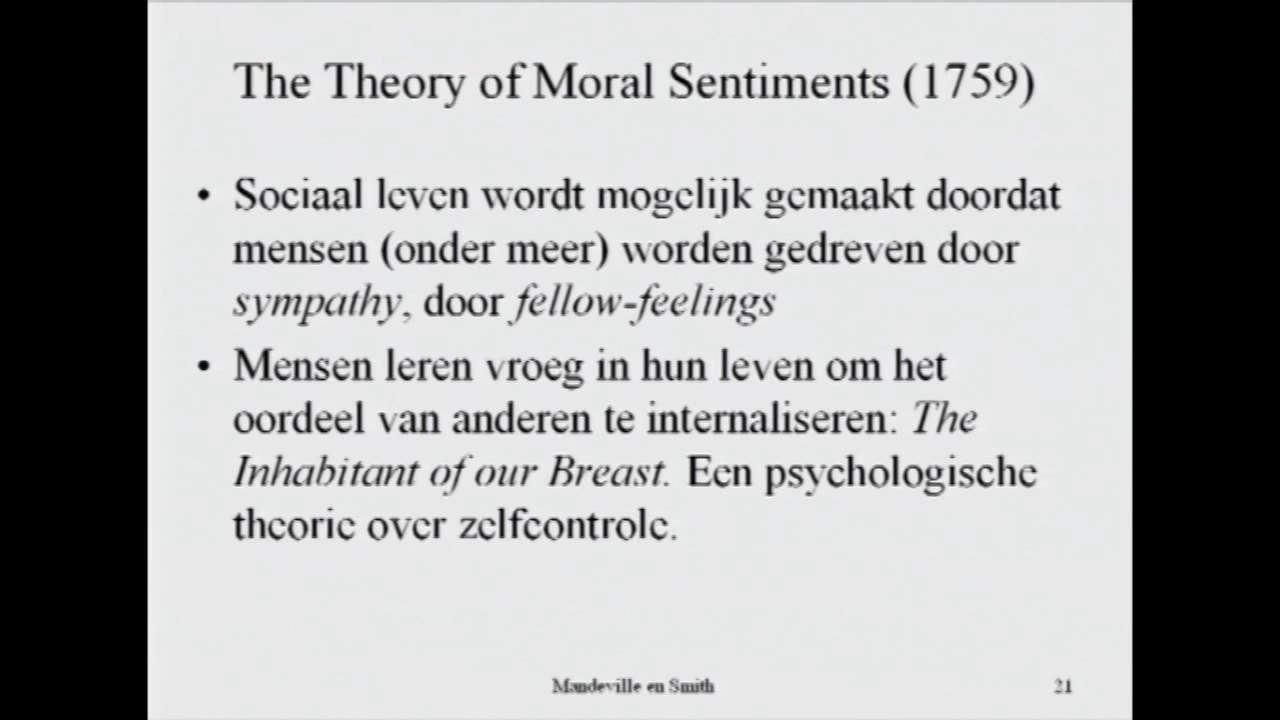 The Theory of Moral Sentiments (1759)
• Sociaal leven wordt mogelijk gemaakt doordat
mensen (onder meer) worden gedreven door
sympathy, door fellow-feelings
• Mensen leren vroeg in hun leven om het
oordeel van anderen te internaliseren: The
Inhabitant of our Breast. Een psychologische
theorie over zelfcontrole.
Mandeville en Smith
21